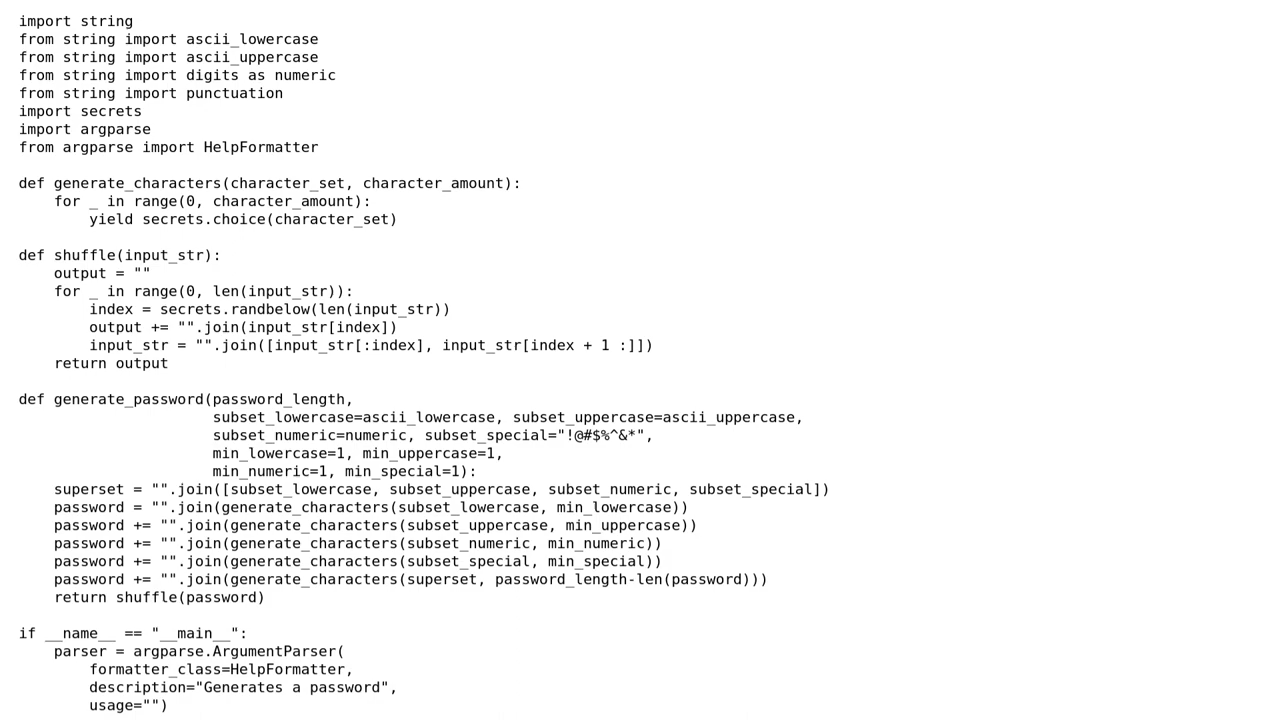 import string
from string import ascii_lowercase
from string import ascii_uppercase
from string import digits as numeric
from string import punctuation
import secrets
import argparse
from argparse import HelpFormatter

def generate_characters(character_set, character_amount):
    for _ in range(0, character_amount):
        yield secrets.choice(character_set)

def shuffle(input_str):
    output = ""
    for _ in range(0, len(input_str)):
        index = secrets.randbelow(len(input_str))
        output += "".join(input_str[index])
        input_str = "".join([input_str[:index], input_str[index + 1 :]])
    return output

def generate_password(password_length,
                      subset_lowercase=ascii_lowercase, subset_uppercase=ascii_uppercase,
                      subset_numeric=numeric, subset_special="!@#$%^&*",
                      min_lowercase=1, min_uppercase=1,
                      min_numeric=1, min_special=1):
    superset = "".join([subset_lowercase, subset_uppercase, subset_numeric, subset_special])
    password = "".join(generate_characters(subset_lowercase, min_lowercase))
    password += "".join(generate_characters(subset_uppercase, min_uppercase))
    password += "".join(generate_characters(subset_numeric, min_numeric))
    password += "".join(generate_characters(subset_special, min_special))
    password += "".join(generate_characters(superset, password_length-len(password)))
    return shuffle(password)

if __name__ == "__main__":
    parser = argparse.ArgumentParser(
        formatter_class=HelpFormatter,
        description="Generates a password",
        usage="")